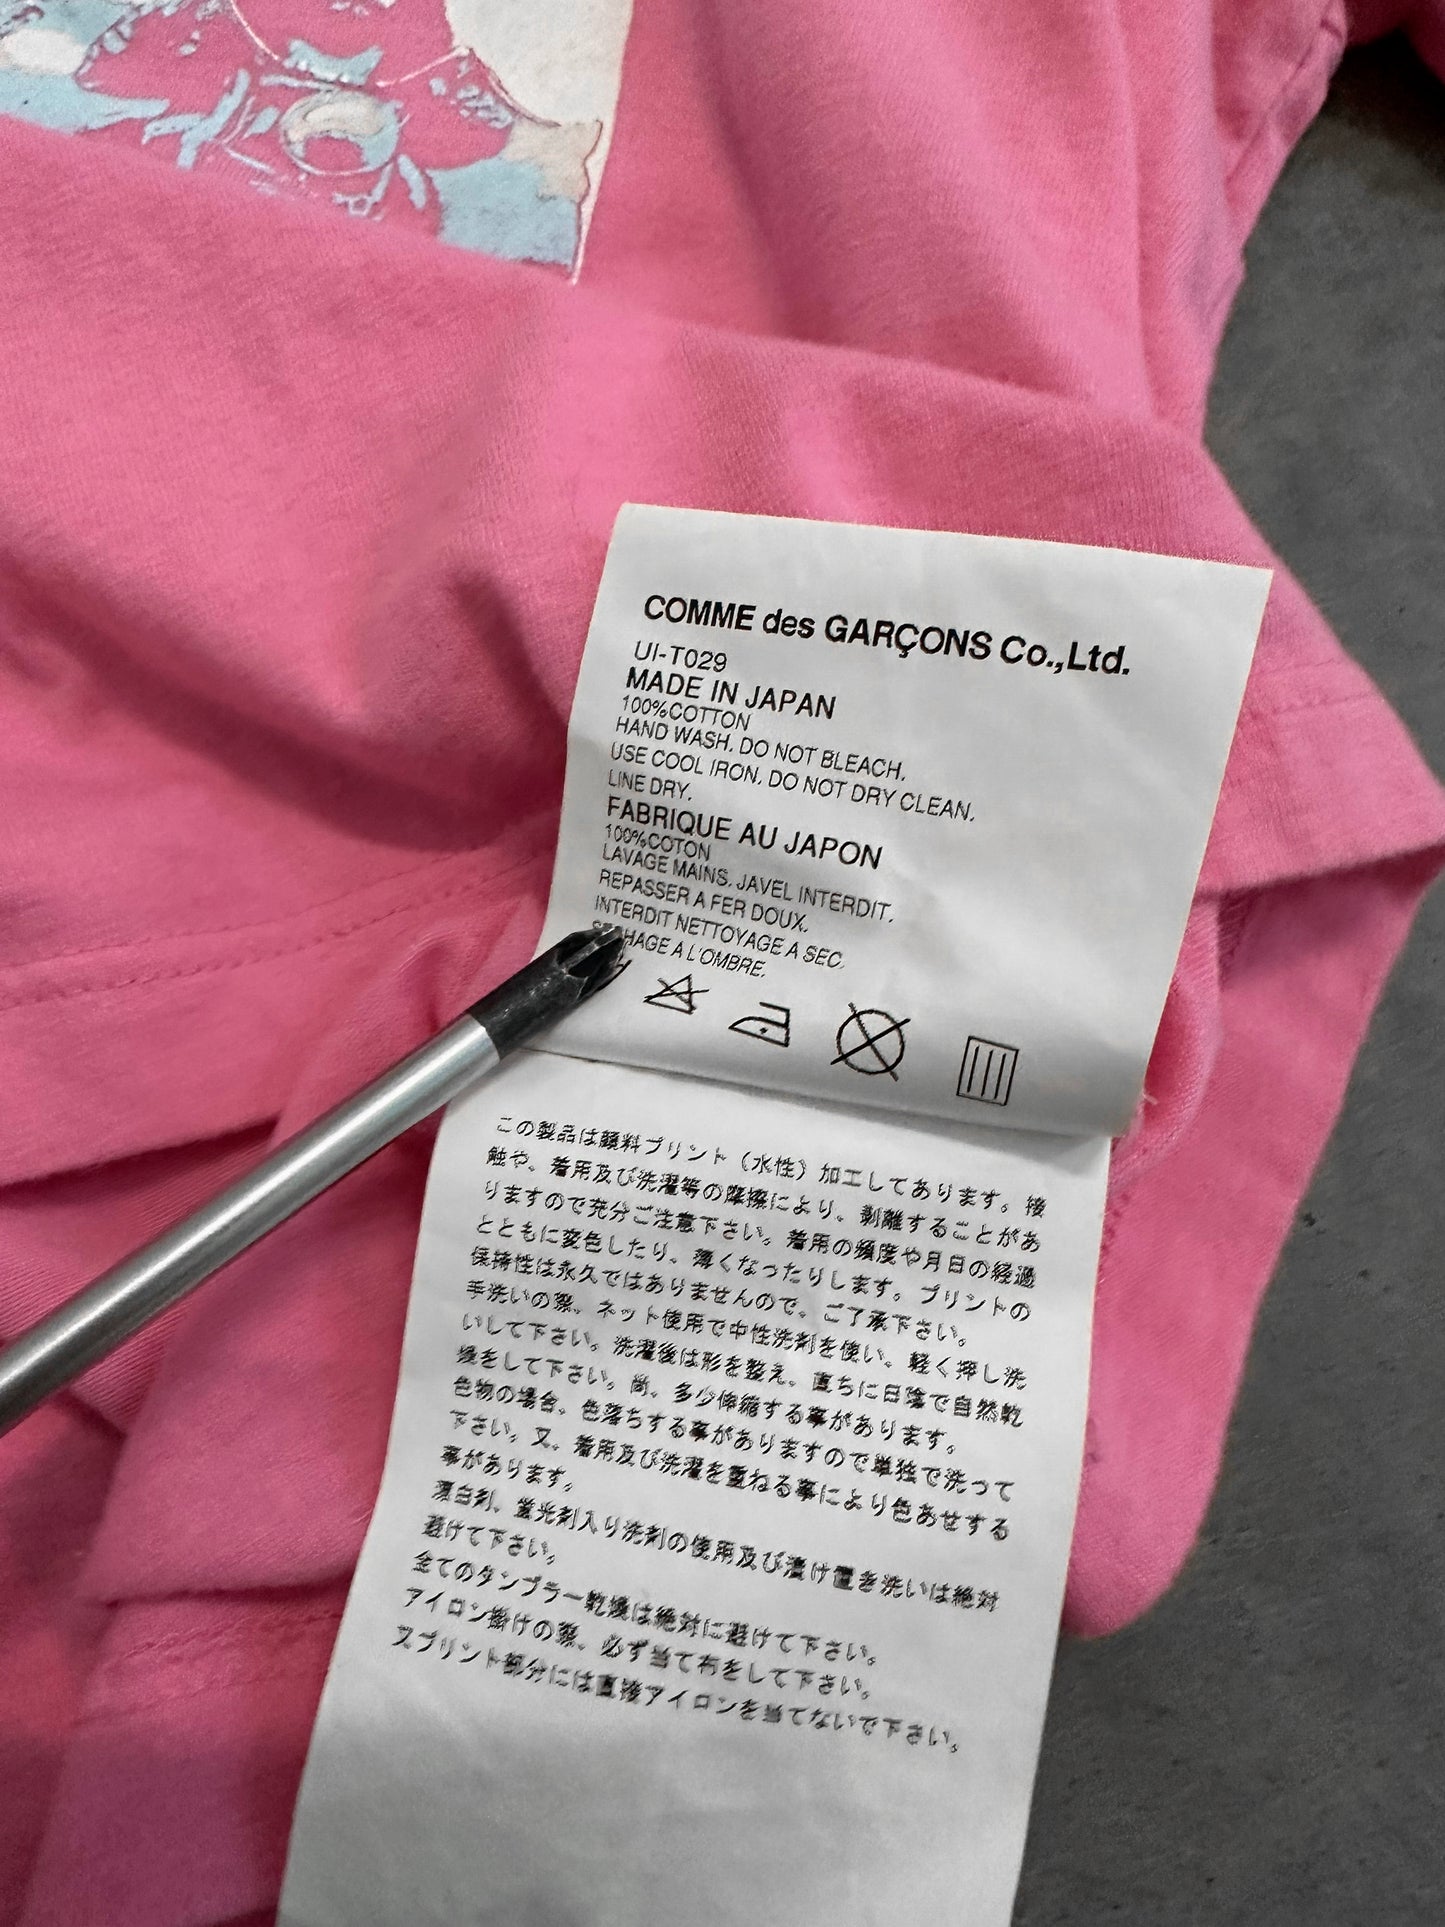 COMME des GARÇONS Co.,Ltd.
UI-T029
MADE IN JAPAN
100%COTTON
HAND WASH. DO NOT BLEACH.
USE COOL IRON. DO NOT DRY CLEAN.
LINE DRY.
FABRIQUE AU JAPON
100%COTON
LAVAGE MAINS. JAVEL INTERDIT.
REPASSER A FER DOUX.
INTERDIT NETTOYAGE A SEC.
A L'OMBRE.
この製品は顔料プリント（水性）加工してあります。接
触や、着用及び洗濯等の摩擦により、剥離することがあ
りますので充分ご注意下さい。着用の頻度や月日の経過
とともに変色したり、薄くなったりします。プリントの
保持性は永久ではありませんので、ご了承下さい。
手洗いの際、ネット使用で中性洗剤を使い、軽く押し洗
いして下さい。洗濯後は形を整え、直ちに日陰で自然乾
燥をして下さい。尚、多少伸縮する事があります。
色物の場合、色落ちする事がありますので単独で洗って
下さい。又、着用及び洗濯を重ねる事により色あせする
事があります。
漂白剤、蛍光剤入り洗剤の使用及び漬け置き洗いは絶対
避けて下さい。
全てのタンブラー乾燥は絶対に避けて下さい。
アイロン掛けの際、必ず当て布をして下さい。
スプリント部分には直接アイロンを当てないで下さい。